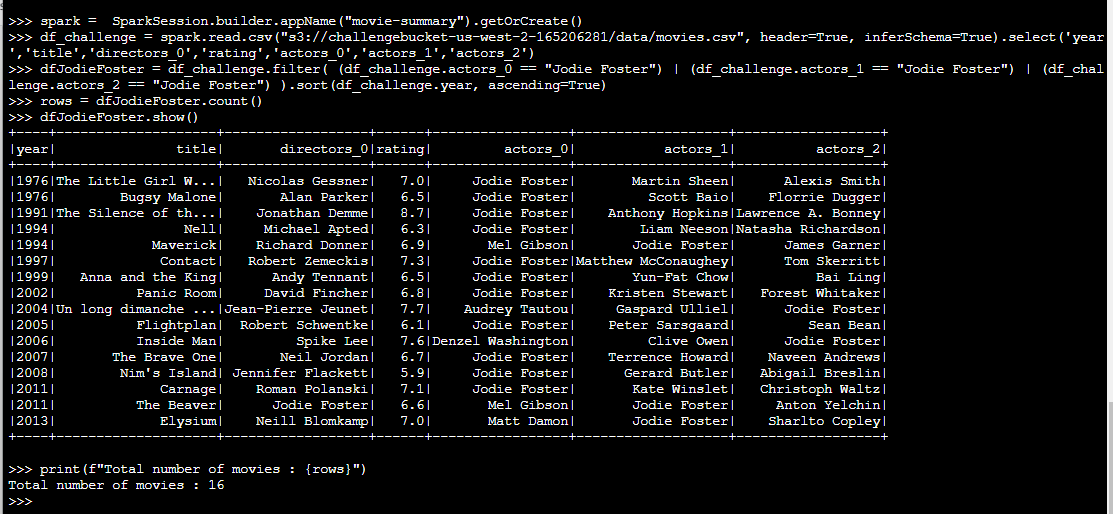 >>> spark =  SparkSession.builder.appName("movie-summary").getOrCreate()
>>> df_challenge = spark.read.csv("s3://challengebucket-us-west-2-165206281/data/movies.csv", header=True, inferSchema=True).select('year
','title','directors_0','rating','actors_0','actors_1','actors_2')
>>> dfJodieFoster = df_challenge.filter( (df_challenge.actors_0 == "Jodie Foster") | (df_challenge.actors_1 == "Jodie Foster") | (df_chal
lenge.actors_2 == "Jodie Foster") ).sort(df_challenge.year, ascending=True)
>>> rows = dfJodieFoster.count()
>>> dfJodieFoster.show()
+----+--------------------+------------------+------+-----------------+-------------------+------------------+
|year|               title|       directors_0|rating|         actors_0|           actors_1|          actors_2|
+----+--------------------+------------------+------+-----------------+-------------------+------------------+
|1976|The Little Girl W...|   Nicolas Gessner|   7.0|     Jodie Foster|       Martin Sheen|      Alexis Smith|
|1976|        Bugsy Malone|       Alan Parker|   6.5|     Jodie Foster|         Scott Baio|    Florrie Dugger|
|1991|The Silence of th...|    Jonathan Demme|   8.7|     Jodie Foster|    Anthony Hopkins|Lawrence A. Bonney|
|1994|                Nell|     Michael Apted|   6.3|     Jodie Foster|        Liam Neeson|Natasha Richardson|
|1994|            Maverick|    Richard Donner|   6.9|       Mel Gibson|       Jodie Foster|      James Garner|
|1997|             Contact|   Robert Zemeckis|   7.3|     Jodie Foster|Matthew McConaughey|      Tom Skerritt|
|1999|   Anna and the King|      Andy Tennant|   6.5|     Jodie Foster|       Yun-Fat Chow|          Bai Ling|
|2002|          Panic Room|     David Fincher|   6.8|     Jodie Foster|    Kristen Stewart|   Forest Whitaker|
|2004|Un long dimanche ...|Jean-Pierre Jeunet|   7.7|    Audrey Tautou|    Gaspard Ulliel|      Jodie Foster|
|2005|          Flightplan|  Robert Schwentke|   6.1|     Jodie Foster|   Peter Sarsgaard|         Sean Bean|
|2006|          Inside Man|         Spike Lee|   7.6|Denzel Washington|         Clive Owen|      Jodie Foster|
|2007|       The Brave One|       Neil Jordan|   6.7|     Jodie Foster|    Terrence Howard|    Naveen Andrews|
|2008|        Nim's Island| Jennifer Flackett|   5.9|     Jodie Foster|      Gerard Butler|   Abigail Breslin|
|2011|             Carnage|    Roman Polanski|   7.1|     Jodie Foster|       Kate Winslet|   Christoph Waltz|
|2011|          The Beaver|      Jodie Foster|   6.6|       Mel Gibson|       Jodie Foster|     Anton Yelchin|
|2013|             Elysium|    Neill Blomkamp|   7.0|       Matt Damon|       Jodie Foster|    Sharlto Copley|
+----+--------------------+------------------+------+-----------------+-------------------+------------------+
>>> print(f"Total number of movies : {rows}")
Total number of movies : 16
>>>